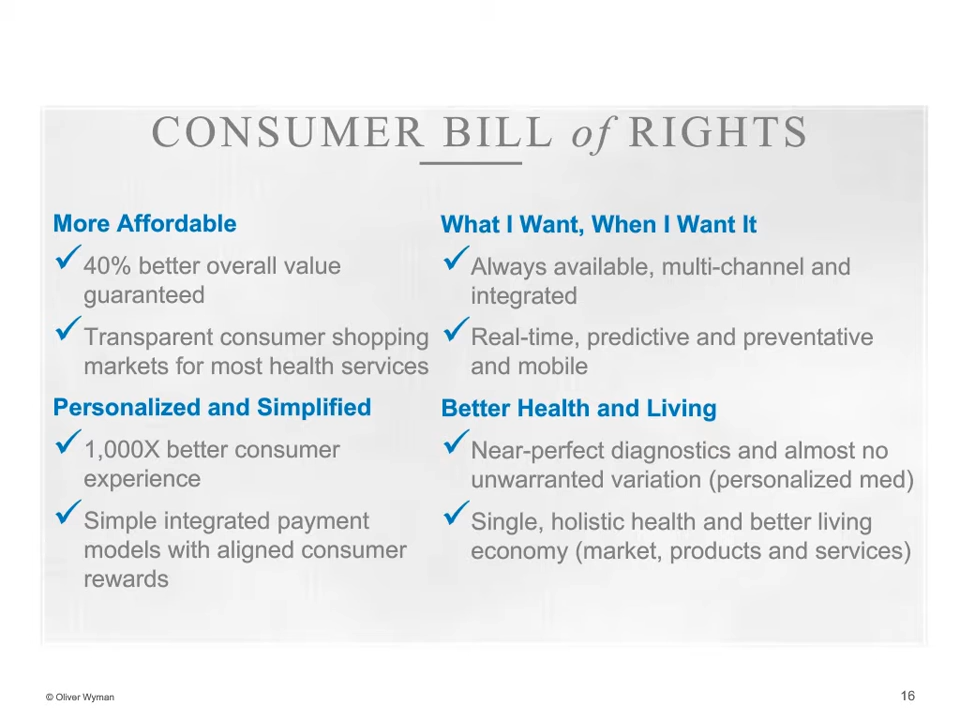 CONSUMER BILL of RIGHTS
More Affordable
✓40% better overall value
guaranteed
✓Transparent consumer shopping
markets for most health services
Personalized and Simplified
✓1,000X better consumer
experience
✓Simple integrated payment
models with aligned consumer
rewards
What I Want, When I Want It
✓Always available, multi-channel and
integrated
✓Real-time, predictive and preventative
and mobile
Better Health and Living
✓Near-perfect diagnostics and almost no
unwarranted variation (personalized med)
✓Single, holistic health and better living
economy (market, products and services)
© Oliver Wyman
16